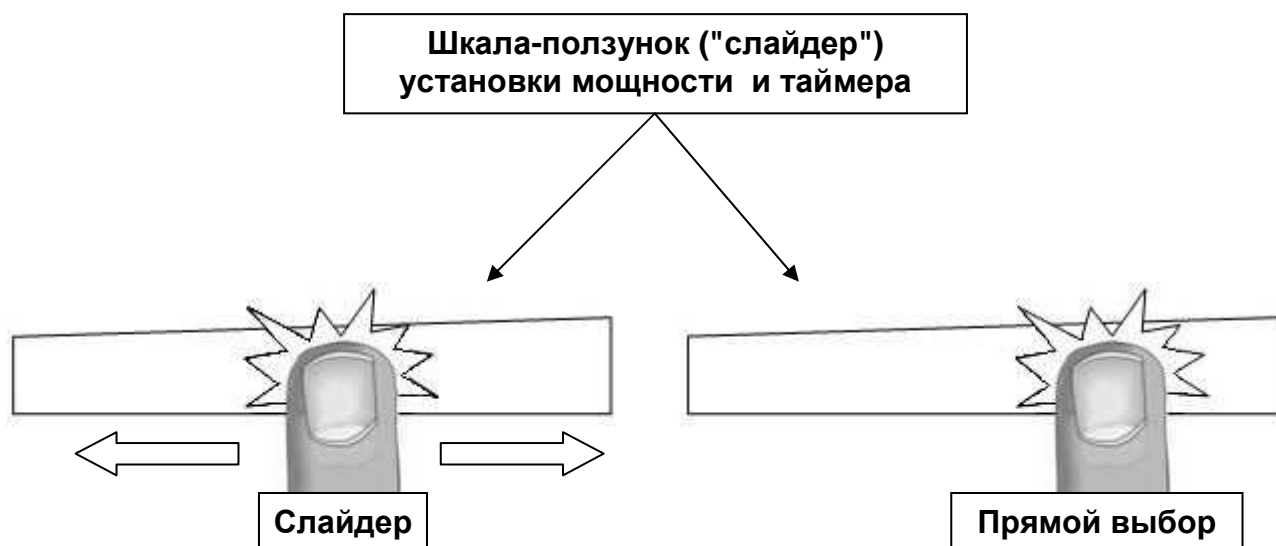 Шкала-ползунок ("слайдер")
установки мощности и таймера
Слайдер
Прямой выбор